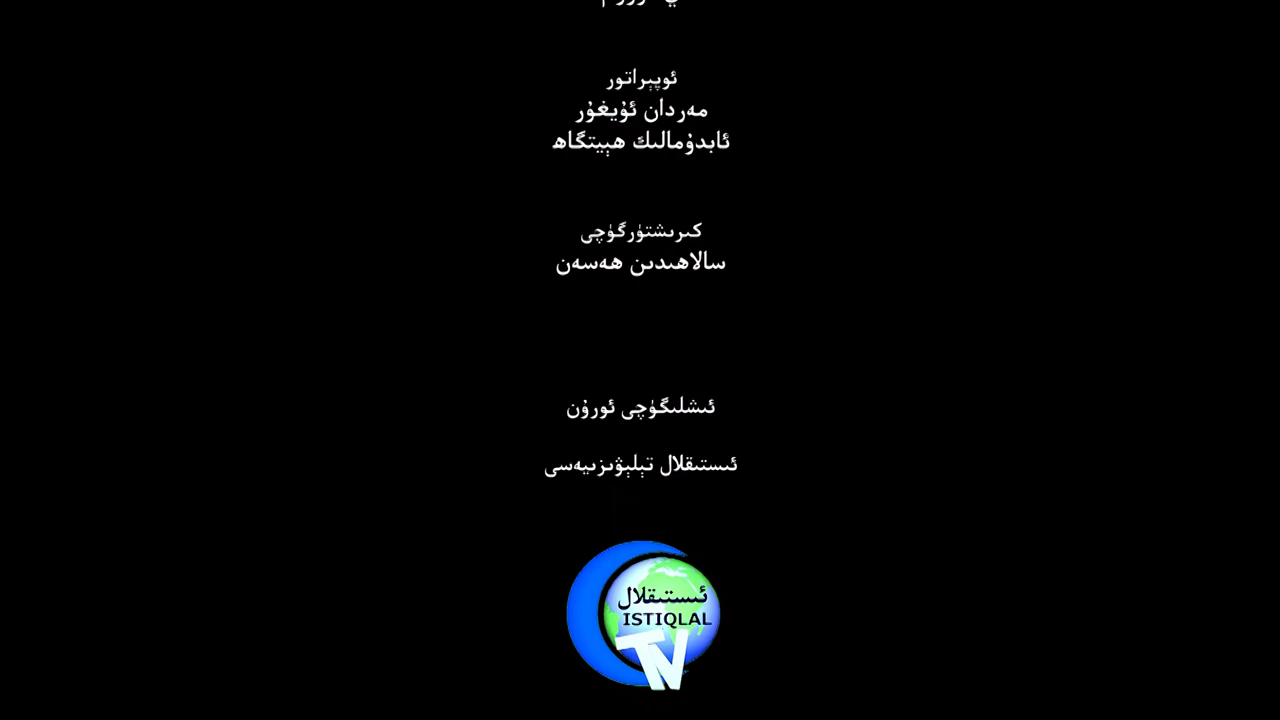 ئوپېراتور
مەردان ئۇيغۇر
ئابدۇمالىك ھېيتگاھ
كىرىشتۈرگۈچى
سالاھىدىن ھەسەن
ئىشلىگۈچى ئورۇن
ئىستىقلال تېلېۋىزىيەسى
ئىستىقلال
ISTIQLAL
TV